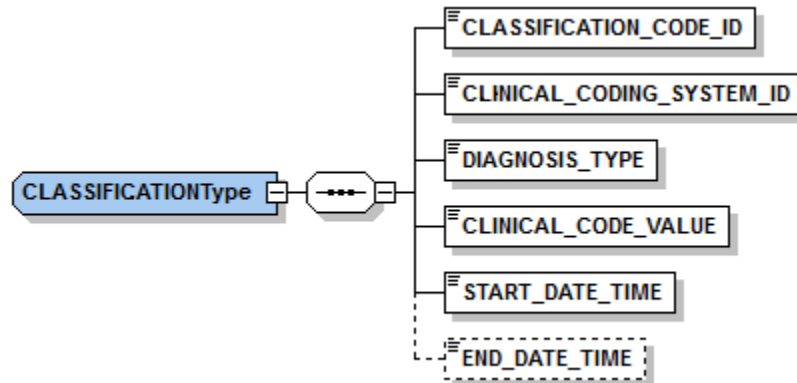 CLASSIFICATION_CODE_ID
CLINICAL_CODING_SYSTEM_ID
DIAGNOSIS_TYPE
CLASSIFICATIONType
CLINICAL_CODE_VALUE
START_DATE_TIME
END_DATE_TIME